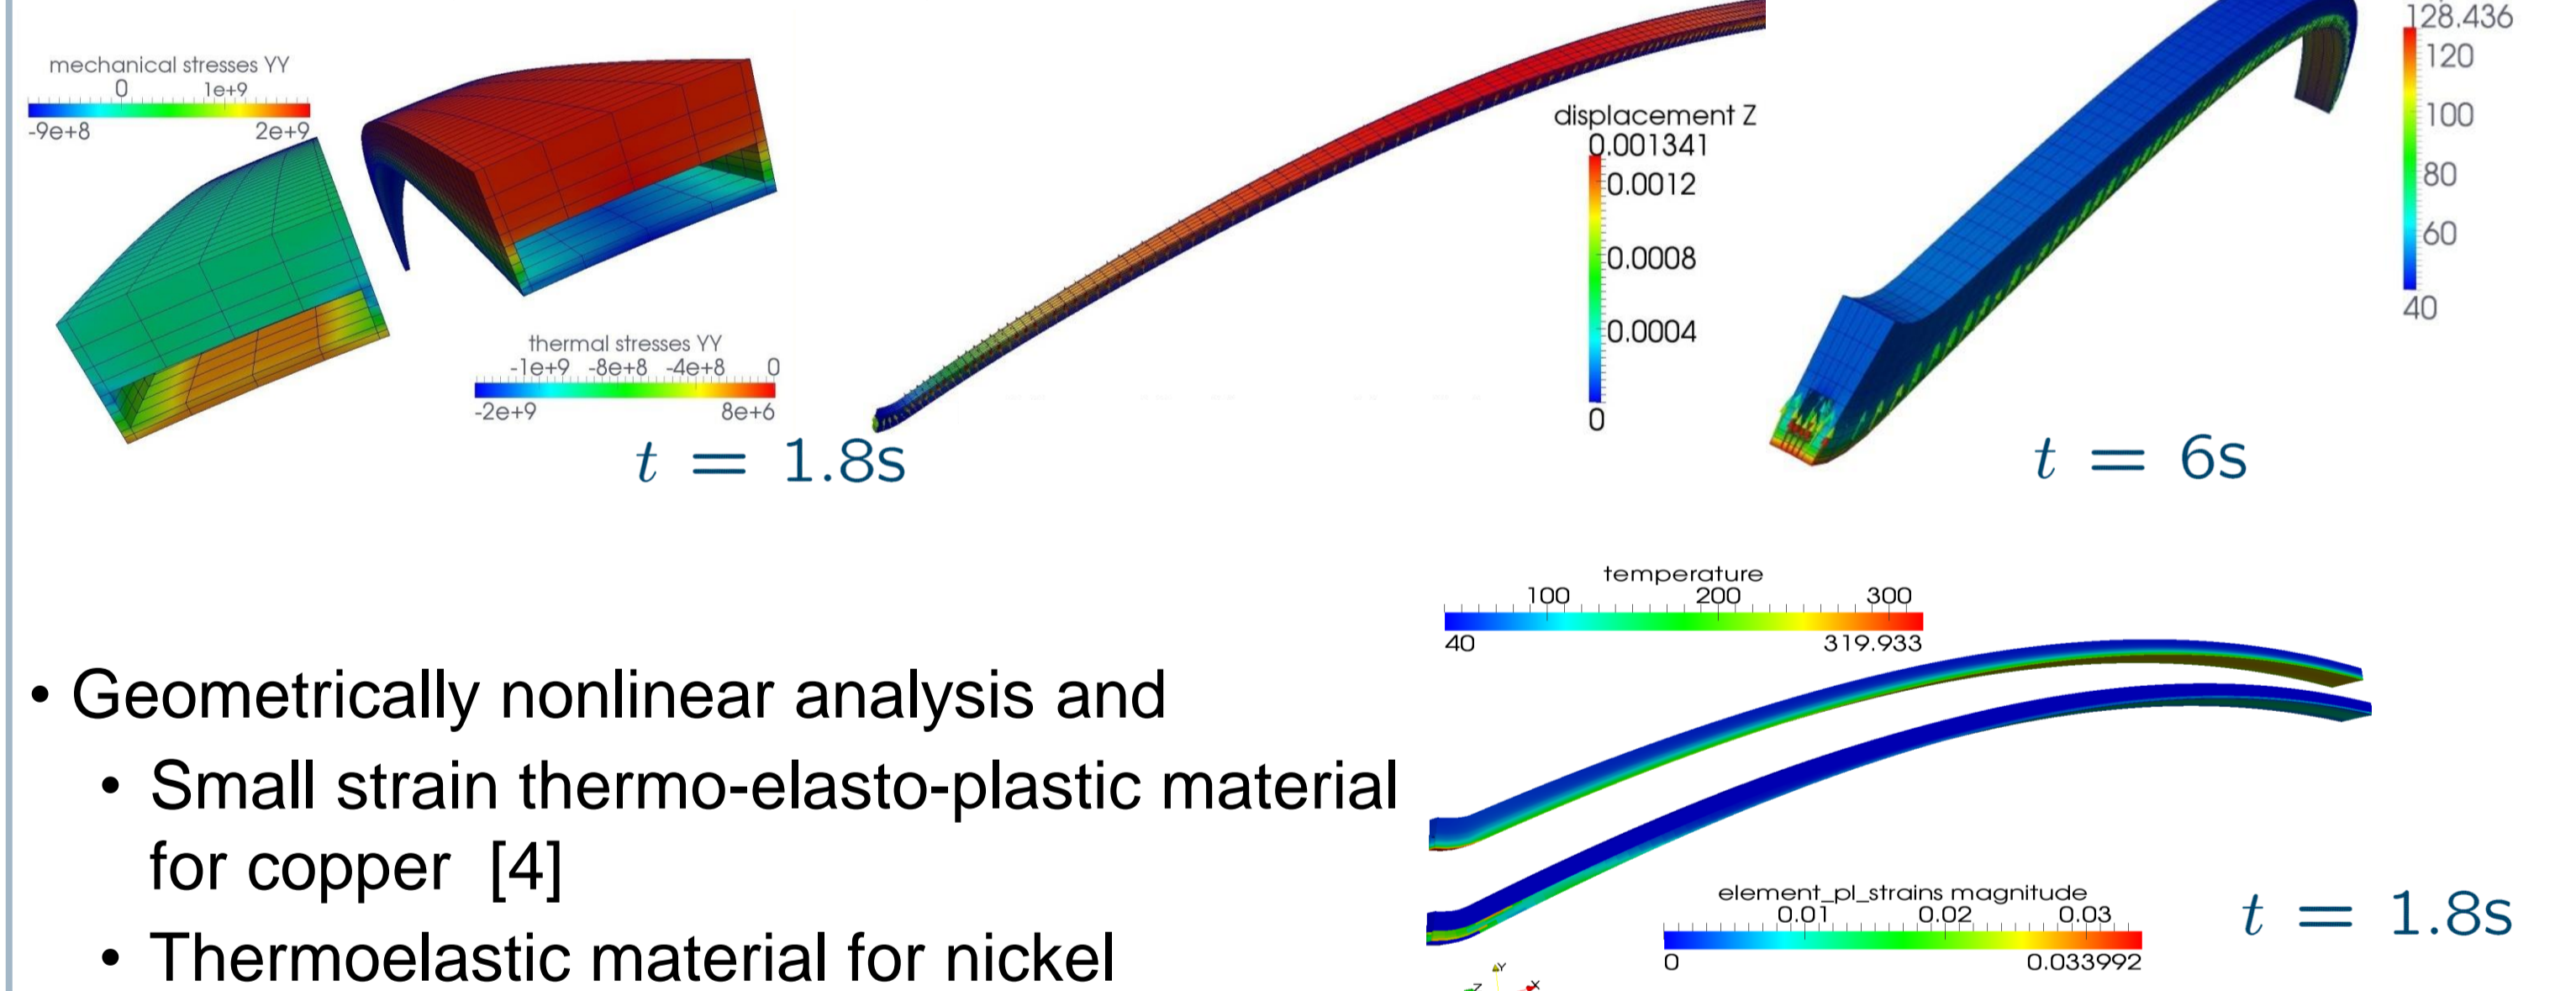 mechanical stresses YY
0 1e+9
-9e+8 2e+9
thermal stresses YY
-1e+9 -8e+8 -4e+8 0
-2e+9 8e+6
t = 1.8s
displacement Z
0.001341
0.0012
0.0008
0.0004
0
128.436
120
100
80
60
40
t = 6s
temperature
100 200 300
40 319.933
• Geometrically nonlinear analysis and
• Small strain thermo-elasto-plastic material
for copper [4]
• Thermoelastic material for nickel
element_pl_strains magnitude
0.01 0.02 0.03
0 0.033992
t = 1.8s
Y
Z X